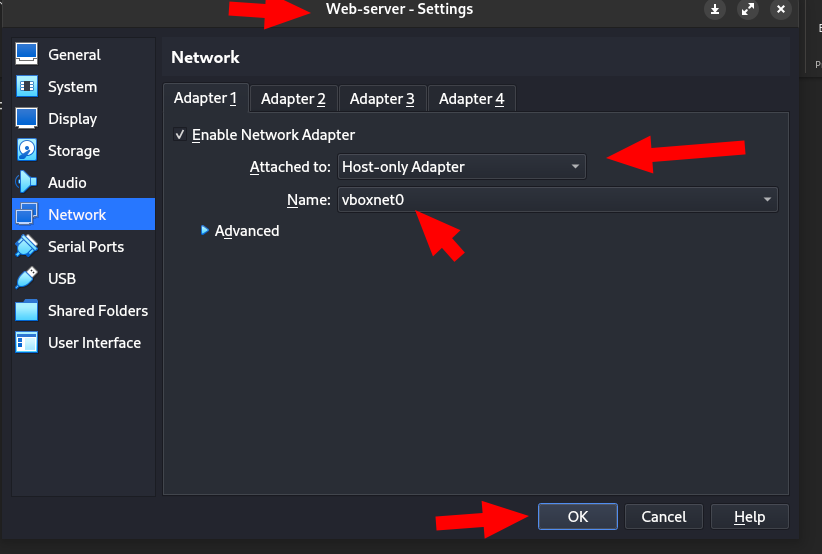 Web-server - Settings
General
System
Display
Storage
Audio
Network
Serial Ports
USB
Shared Folders
User Interface
Network
Adapter 1 Adapter 2 Adapter 3 Adapter 4
Enable Network Adapter
Attached to: Host-only Adapter
Name: vboxnet0
Advanced
OK Cancel Help